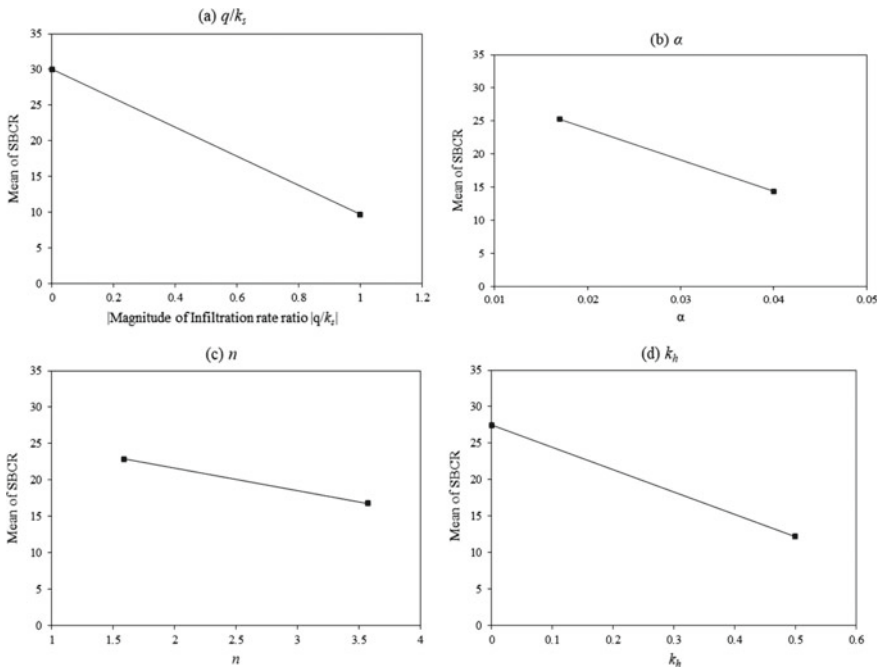 (a) q/kₛ
Mean of SBCR
35
30
25
20
15
10
5
0
0 0.2 0.4 0.6 0.8 1 1.2
|Magnitude of Infiltration rate ratio |q/kₛ|
(b) α
Mean of SBCR
35
30
25
20
15
10
5
0
0.01 0.02 0.03 0.04 0.05
α
(c) n
Mean of SBCR
35
30
25
20
15
10
5
0
1 1.5 2 2.5 3 3.5 4
n
(d) kₕ
Mean of SBCR
35
30
25
20
15
10
5
0
0 0.1 0.2 0.3 0.4 0.5 0.6
kₕ